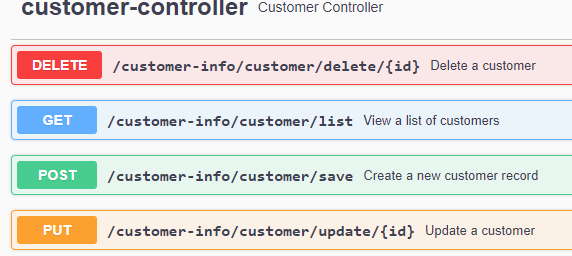 customer-controller Customer Controller
DELETE /customer-info/customer/delete/{id} Delete a customer
GET /customer-info/customer/list View a list of customers
POST /customer-info/customer/save Create a new customer record
PUT /customer-info/customer/update/{id} Update a customer